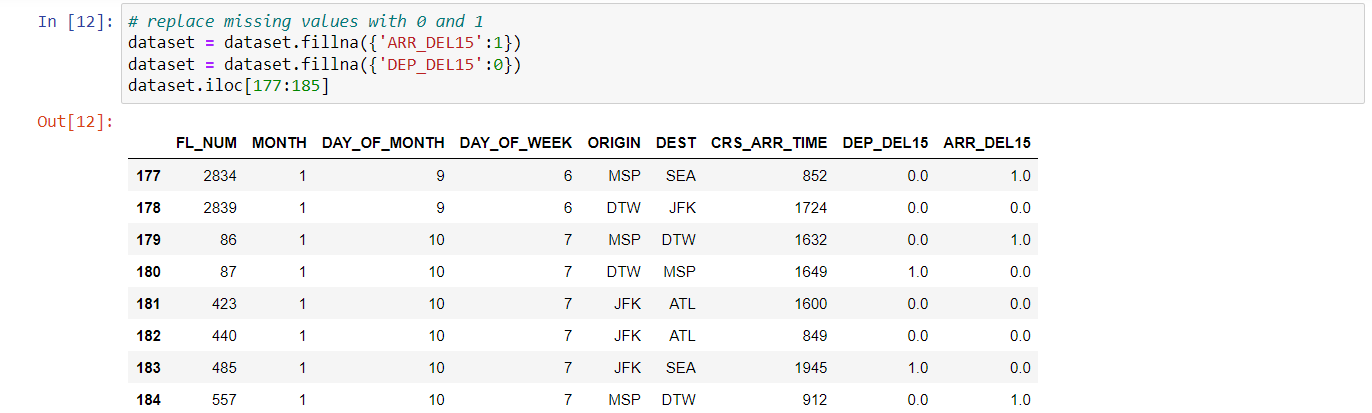 In [12]: # replace missing values with 0 and 1
dataset = dataset.fillna({'ARR_DEL15':1})
dataset = dataset.fillna({'DEP_DEL15':0})
dataset.iloc[177:185]
Out[12]:
FL_NUM MONTH DAY_OF_MONTH DAY_OF_WEEK ORIGIN DEST CRS_ARR_TIME DEP_DEL15 ARR_DEL15
177 2834 1 9 6 MSP SEA 852 0.0 1.0
178 2839 1 9 6 DTW JFK 1724 0.0 0.0
179 86 1 10 7 MSP DTW 1632 0.0 1.0
180 87 1 10 7 DTW MSP 1649 1.0 0.0
181 423 1 10 7 JFK ATL 1600 0.0 0.0
182 440 1 10 7 JFK ATL 849 0.0 0.0
183 485 1 10 7 JFK SEA 1945 1.0 0.0
184 557 1 10 7 MSP DTW 912 0.0 1.0